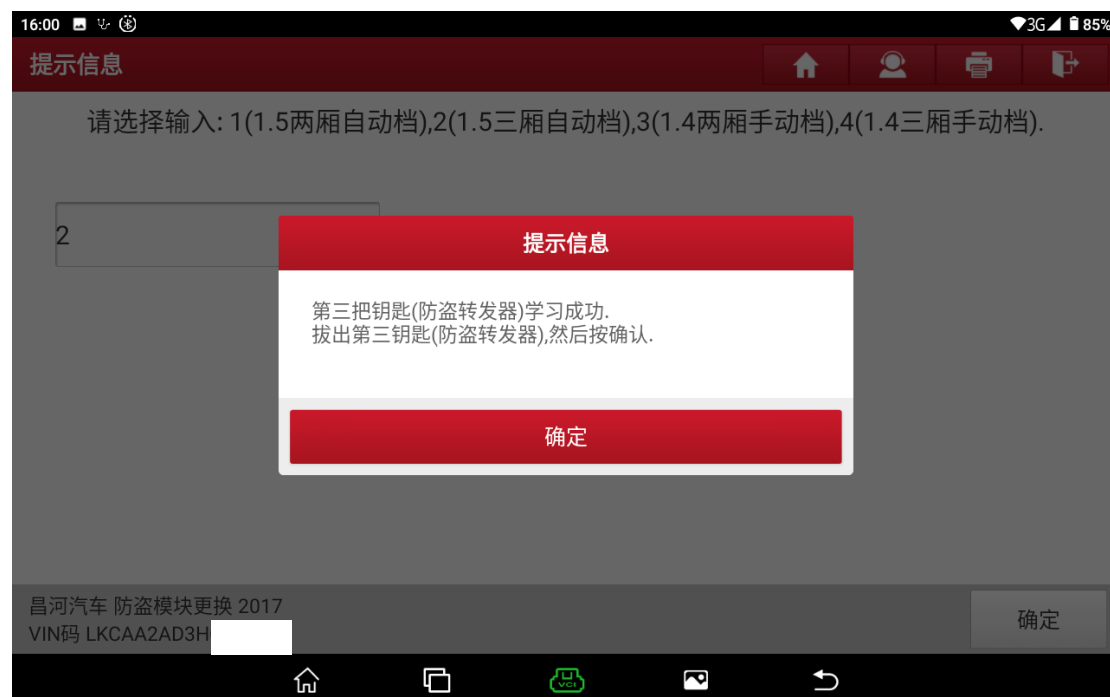 16:00
3G 85%
提示信息
请选择输入: 1(1.5两厢自动档),2(1.5三厢自动档),3(1.4两厢手动档),4(1.4三厢手动档).
2
提示信息
第三把钥匙(防盗转发器)学习成功.
拔出第三钥匙(防盗转发器),然后按确认.
确定
昌河汽车 防盗模块更换 2017
VIN码 LKCAA2AD3H
确定
VCI